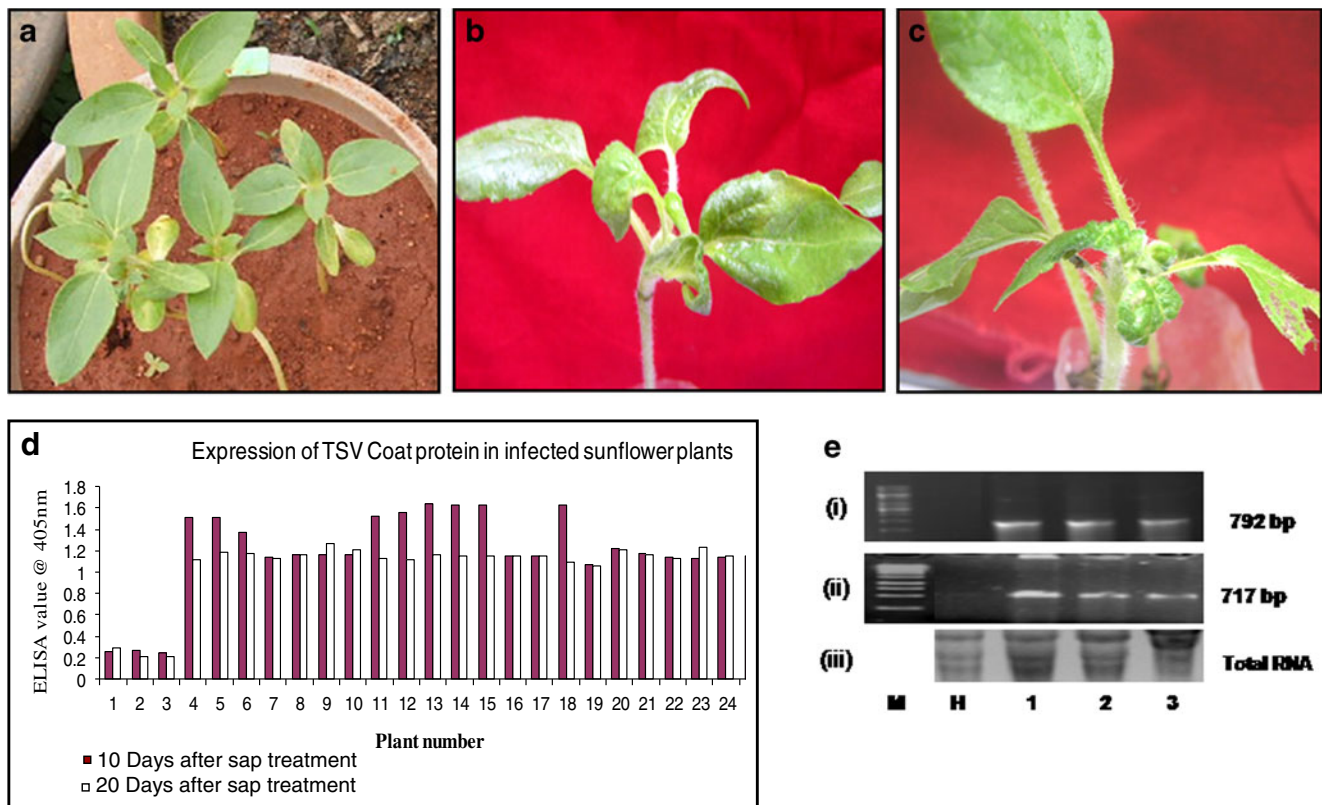 a
b
c
d
Expression of TSV Coat protein in infected sunflower plants
ELISA value @ 405nm
1.8
1.6
1.4
1.2
1
0.8
0.6
0.4
0.2
0
1 2 3 4 5 6 7 8 9 10 11 12 13 14 15 16 17 18 19 20 21 22 23 24
Plant number
10 Days after sap treatment
20 Days after sap treatment
e
(i)
792 bp
(ii)
717 bp
(iii)
Total RNA
M H 1 2 3